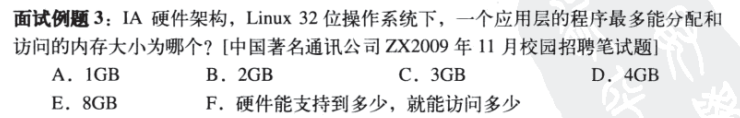 面试例题 3：IA 硬件架构，Linux 32 位操作系统下，一个应用层的程序最多能分配和
访问的内存大小为哪个？[中国著名通讯公司 ZX2009 年 11 月校园招聘笔试题]
A．1GB B．2GB C．3GB D．4GB
E．8GB F．硬件能支持到多少，就能访问多少